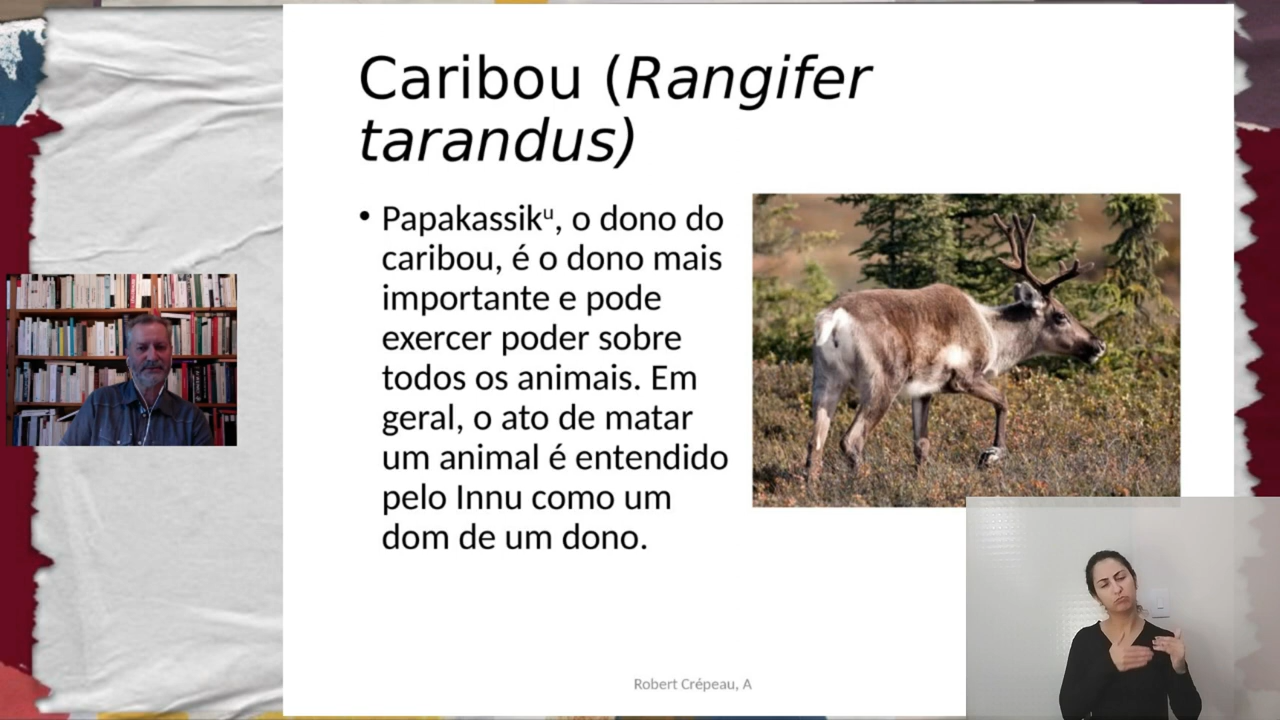 Caribou (Rangifer
tarandus)
• Papakassikᵘ, o dono do
caribou, é o dono mais
importante e pode
exercer poder sobre
todos os animais. Em
geral, o ato de matar
um animal é entendido
pelo Innu como um
dom de um dono.
Robert Crépeau, A